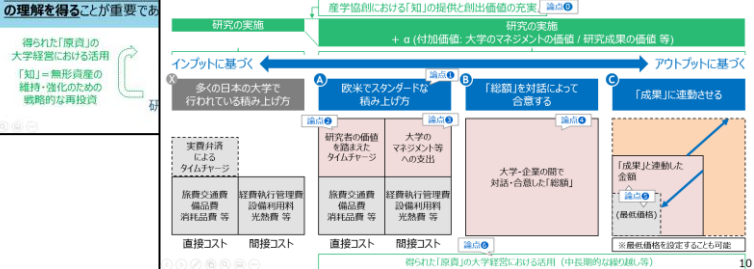 の理解を得ることが重要であ
得られた「原資」の
大学経営における活用
「知」=無形資産の
維持・強化のための
戦略的な再投資
研
産学協創における「知」の提供と創出価値の充実
論点0
研究の実施
研究の実施
+ α (付加価値: 大学のマネジメントの価値 / 研究成果の価値 等)
インプットに基づく
アウトプットに基づく
X
多くの日本の大学で
行われている積み上げ方
A
論点1
欧米でスタンダードな
積み上げ方
B
「総額」を対話によって
合意する
C
「成果」に連動させる
実費弁済
による
タイムチャージ
旅費交通費
備品費
消耗品費 等
経費執行管理費
設備利用料
光熱費 等
直接コスト
間接コスト
論点2
研究者の価値
を踏まえた
タイムチャージ
論点3
大学の
マネジメント等
への支出
旅費交通費
備品費
消耗品費 等
経費執行管理費
設備利用料
光熱費 等
直接コスト
間接コスト
論点4
大学・企業の間で
対話・合意した「総額」
「成果」と連動した
金額
論点5
(最低価格)
※最低価格を設定することも可能
論点6
得られた「原資」の大学経営における活用(中長期的な繰り越し等)
10